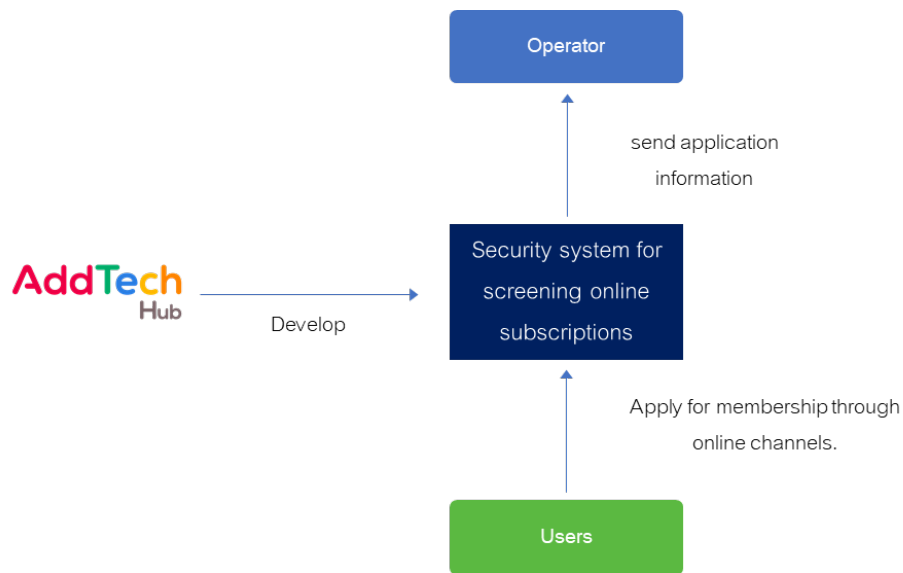 Operator
send application
information
Security system for
screening online
subscriptions
AddTech
Hub
Develop
Apply for membership through
online channels.
Users